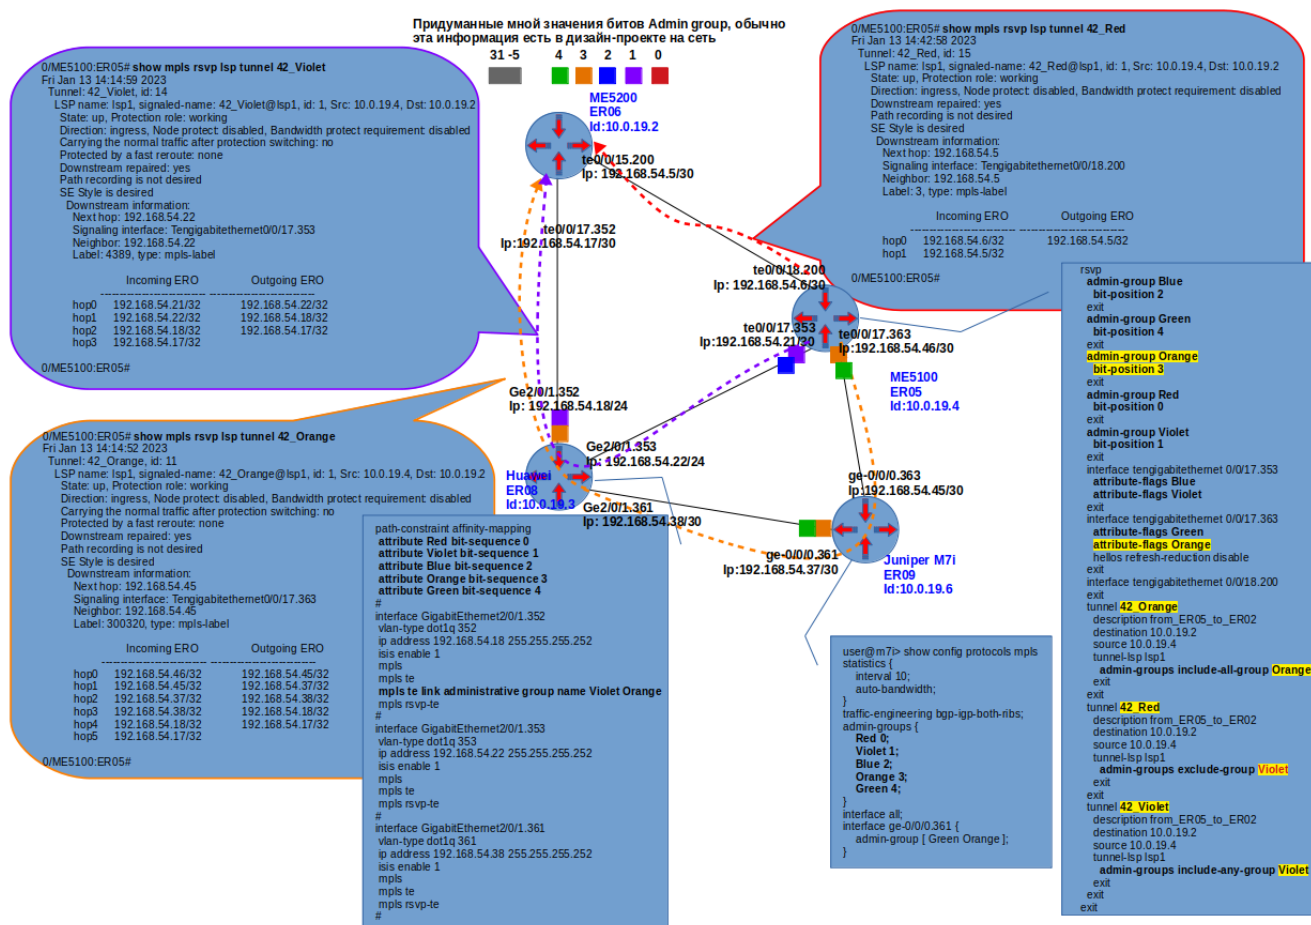 Придуманные мной значения битов Admin group, обычно
эта информация есть в дизайн-проекте на сеть
31 -5 4 3 2 1 0
0/ME5100:ER05# show mpls rsvp lsp tunnel 42_Violet
Fri Jan 13 14:14:59 2023
Tunnel: 42_Violet, id: 14
LSP name: lsp1, signaled-name: 42_Violet@lsp1, id: 1, Src: 10.0.19.4, Dst: 10.0.19.2
State: up, Protection role: working
Direction: ingress, Node protect: disabled, Bandwidth protect requirement: disabled
Carrying the normal traffic after protection switching: no
Protected by a fast reroute: none
Downstream repaired: yes
Path recording is not desired
SE Style is desired
Downstream information:
Next hop: 192.168.54.22
Signaling interface: Tengigabitethernet0/0/17.353
Neighbor: 192.168.54.22
Label: 4389, type: mpls-label
Incoming ERO Outgoing ERO
--------------------------- ---------------------------
hop0 192.168.54.21/32 192.168.54.22/32
hop1 192.168.54.22/32 192.168.54.18/32
hop2 192.168.54.18/32 192.168.54.17/32
hop3 192.168.54.17/32
0/ME5100:ER05#
0/ME5100:ER05# show mpls rsvp lsp tunnel 42_Red
Fri Jan 13 14:42:58 2023
Tunnel: 42_Red, id: 15
LSP name: lsp1, signaled-name: 42_Red@lsp1, id: 1, Src: 10.0.19.4, Dst: 10.0.19.2
State: up, Protection role: working
Direction: ingress, Node protect: disabled, Bandwidth protect requirement: disabled
Downstream repaired: yes
Path recording is not desired
SE Style is desired
Downstream information:
Next hop: 192.168.54.5
Signaling interface: Tengigabitethernet0/0/18.200
Neighbor: 192.168.54.5
Label: 3, type: mpls-label
Incoming ERO Outgoing ERO
--------------------------- ---------------------------
hop0 192.168.54.6/32 192.168.54.5/32
hop1 192.168.54.5/32
0/ME5100:ER05#
ME5200
ER06
Id:10.0.19.2
te0/0/15.200
Ip: 192.168.54.5/30
te0/0/17.352
Ip:192.168.54.17/30
te0/0/18.200
Ip: 192.168.54.6/30
te0/0/17.353
Ip:192.168.54.21/30
te0/0/17.363
Ip:192.168.54.46/30
ME5100
ER05
Id:10.0.19.4
Ge2/0/1.352
Ip: 192.168.54.18/24
Ge2/0/1.353
Ip: 192.168.54.22/24
Huawei
ER08
Id:10.0.19.3
Ge2/0/1.361
Ip: 192.168.54.38/30
ge-0/0/0.363
Ip:192.168.54.45/30
ge-0/0/0.361
Ip:192.168.54.37/30
Juniper M7i
ER09
Id:10.0.19.6
0/ME5100:ER05# show mpls rsvp lsp tunnel 42_Orange
Fri Jan 13 14:14:52 2023
Tunnel: 42_Orange, id: 11
LSP name: lsp1, signaled-name: 42_Orange@lsp1, id: 1, Src: 10.0.19.4, Dst: 10.0.19.2
State: up, Protection role: working
Direction: ingress, Node protect: disabled, Bandwidth protect requirement: disabled
Carrying the normal traffic after protection switching: no
Protected by a fast reroute: none
Downstream repaired: yes
Path recording is not desired
SE Style is desired
Downstream information:
Next hop: 192.168.54.45
Signaling interface: Tengigabitethernet0/0/17.363
Neighbor: 192.168.54.45
Label: 300320, type: mpls-label
Incoming ERO Outgoing ERO
--------------------------- ---------------------------
hop0 192.168.54.46/32 192.168.54.45/32
hop1 192.168.54.45/32 192.168.54.37/32
hop2 192.168.54.37/32 192.168.54.38/32
hop3 192.168.54.38/32 192.168.54.18/32
hop4 192.168.54.18/32 192.168.54.17/32
hop5 192.168.54.17/32
0/ME5100:ER05#
path-constraint affinity-mapping
attribute Red bit-sequence 0
attribute Violet bit-sequence 1
attribute Blue bit-sequence 2
attribute Orange bit-sequence 3
attribute Green bit-sequence 4
#
interface GigabitEthernet2/0/1.352
vlan-type dot1q 352
ip address 192.168.54.18 255.255.255.252
isis enable 1
mpls
mpls te
mpls te link administrative group name Violet Orange
mpls rsvp-te
#
interface GigabitEthernet2/0/1.353
vlan-type dot1q 353
ip address 192.168.54.22 255.255.255.252
isis enable 1
mpls
mpls te
mpls rsvp-te
#
interface GigabitEthernet2/0/1.361
vlan-type dot1q 361
ip address 192.168.54.38 255.255.255.252
isis enable 1
mpls
mpls te
mpls rsvp-te
#
user@m7i> show config protocols mpls
statistics {
interval 10;
auto-bandwidth;
}
traffic-engineering bgp-igp-both-ribs;
admin-groups {
Red 0;
Violet 1;
Blue 2;
Orange 3;
Green 4;
}
interface all;
interface ge-0/0/0.361 {
admin-group [ Green Orange ];
}
rsvp
admin-group Blue
bit-position 2
exit
admin-group Green
bit-position 4
exit
admin-group Orange
bit-position 3
exit
admin-group Red
bit-position 0
exit
admin-group Violet
bit-position 1
exit
interface tengigabitethernet 0/0/17.353
attribute-flags Blue
attribute-flags Violet
exit
interface tengigabitethernet 0/0/17.363
attribute-flags Green
attribute-flags Orange
hellos refresh-reduction disable
exit
interface tengigabitethernet 0/0/18.200
exit
tunnel 42_Orange
description from_ER05_to_ER02
destination 10.0.19.2
source 10.0.19.4
tunnel-lsp lsp1
admin-groups include-all-group Orange
exit
exit
tunnel 42_Red
description from_ER05_to_ER02
destination 10.0.19.2
source 10.0.19.4
tunnel-lsp lsp1
admin-groups exclude-group Violet
exit
exit
tunnel 42_Violet
description from_ER05_to_ER02
destination 10.0.19.2
source 10.0.19.4
tunnel-lsp lsp1
admin-groups include-any-group Violet
exit
exit
exit